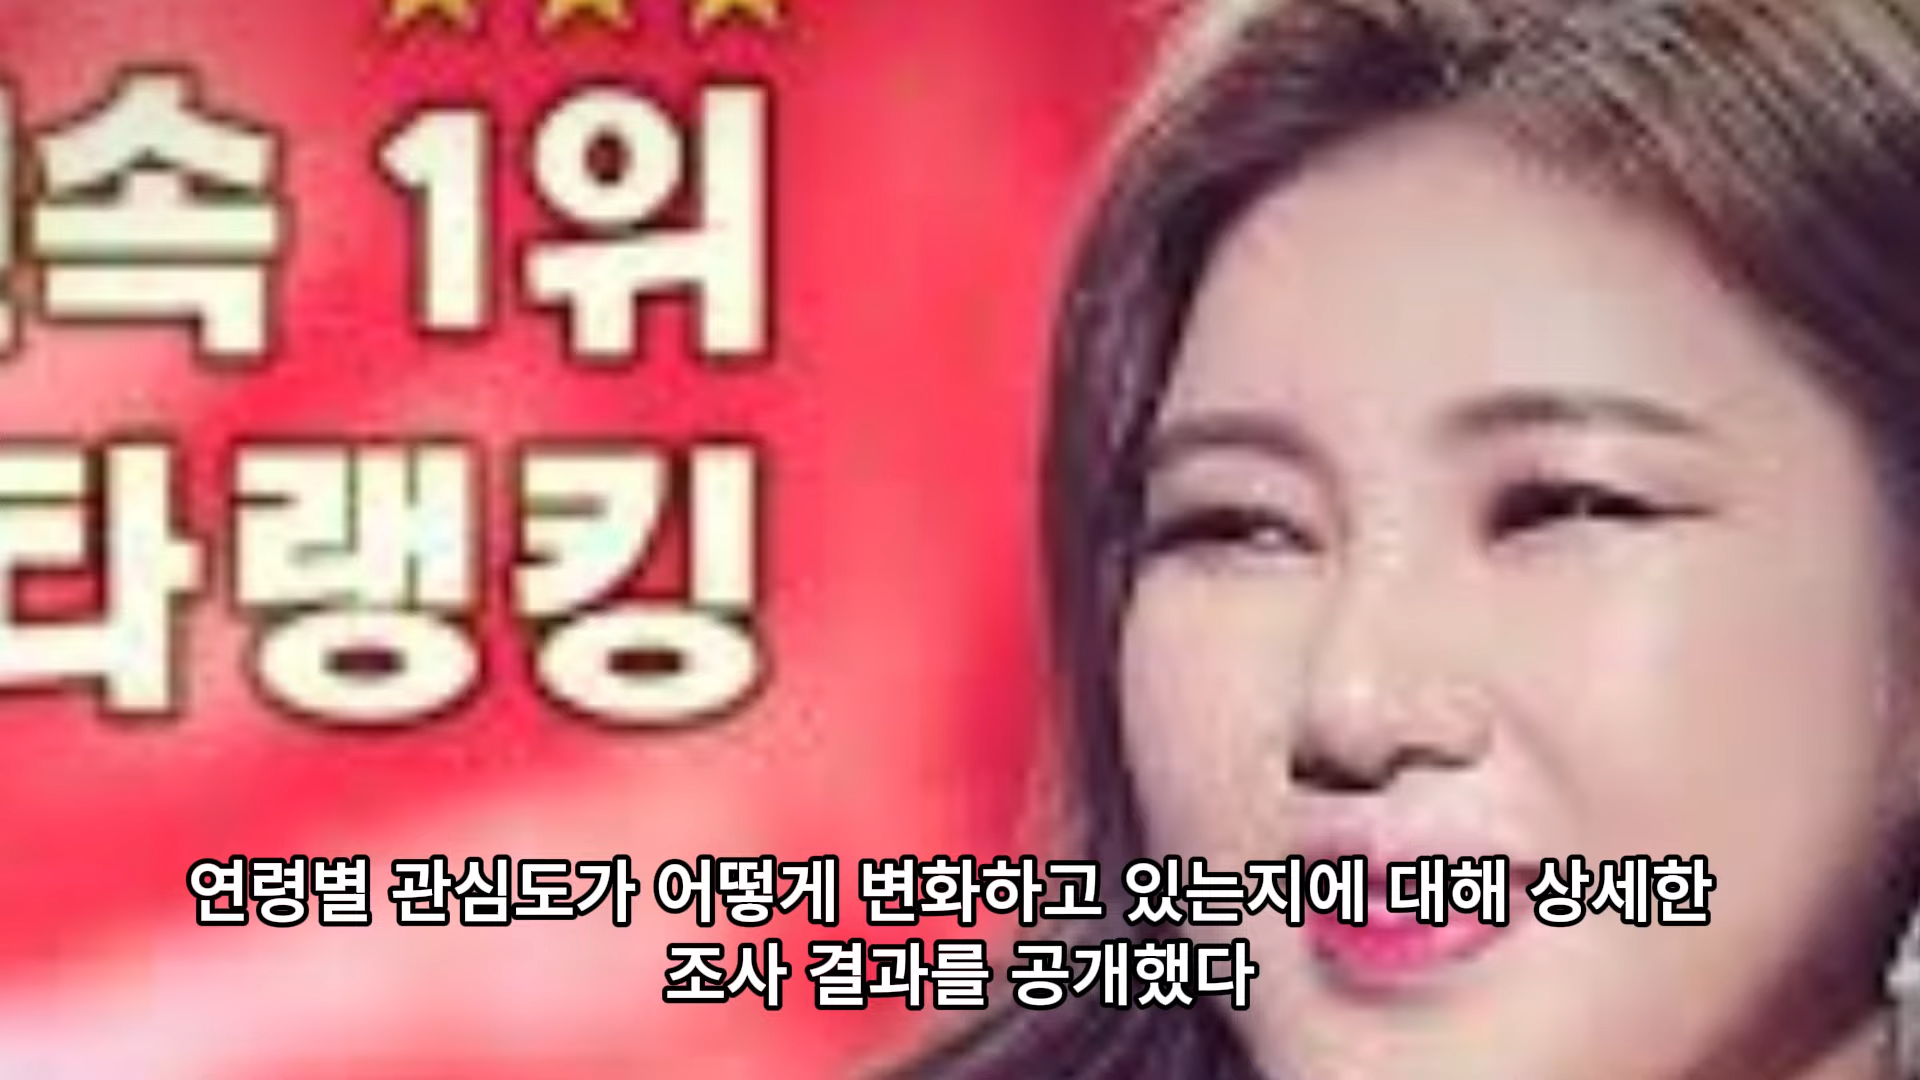 속 1위
타랭킹
연령별 관심도가 어떻게 변화하고 있는지에 대해 상세한
조사 결과를 공개했다